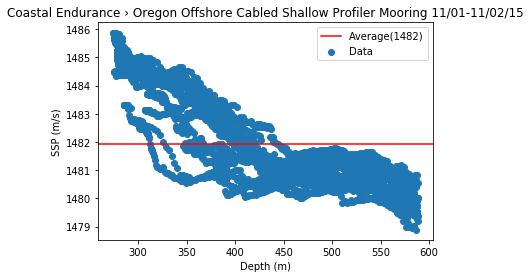 Coastal Endurance › Oregon Offshore Cabled Shallow Profiler Mooring 11/01-11/02/15
Average(1482)
Data
SSP (m/s)
1486
1485
1484
1483
1482
1481
1480
1479
300 350 400 450 500 550 600
Depth (m)